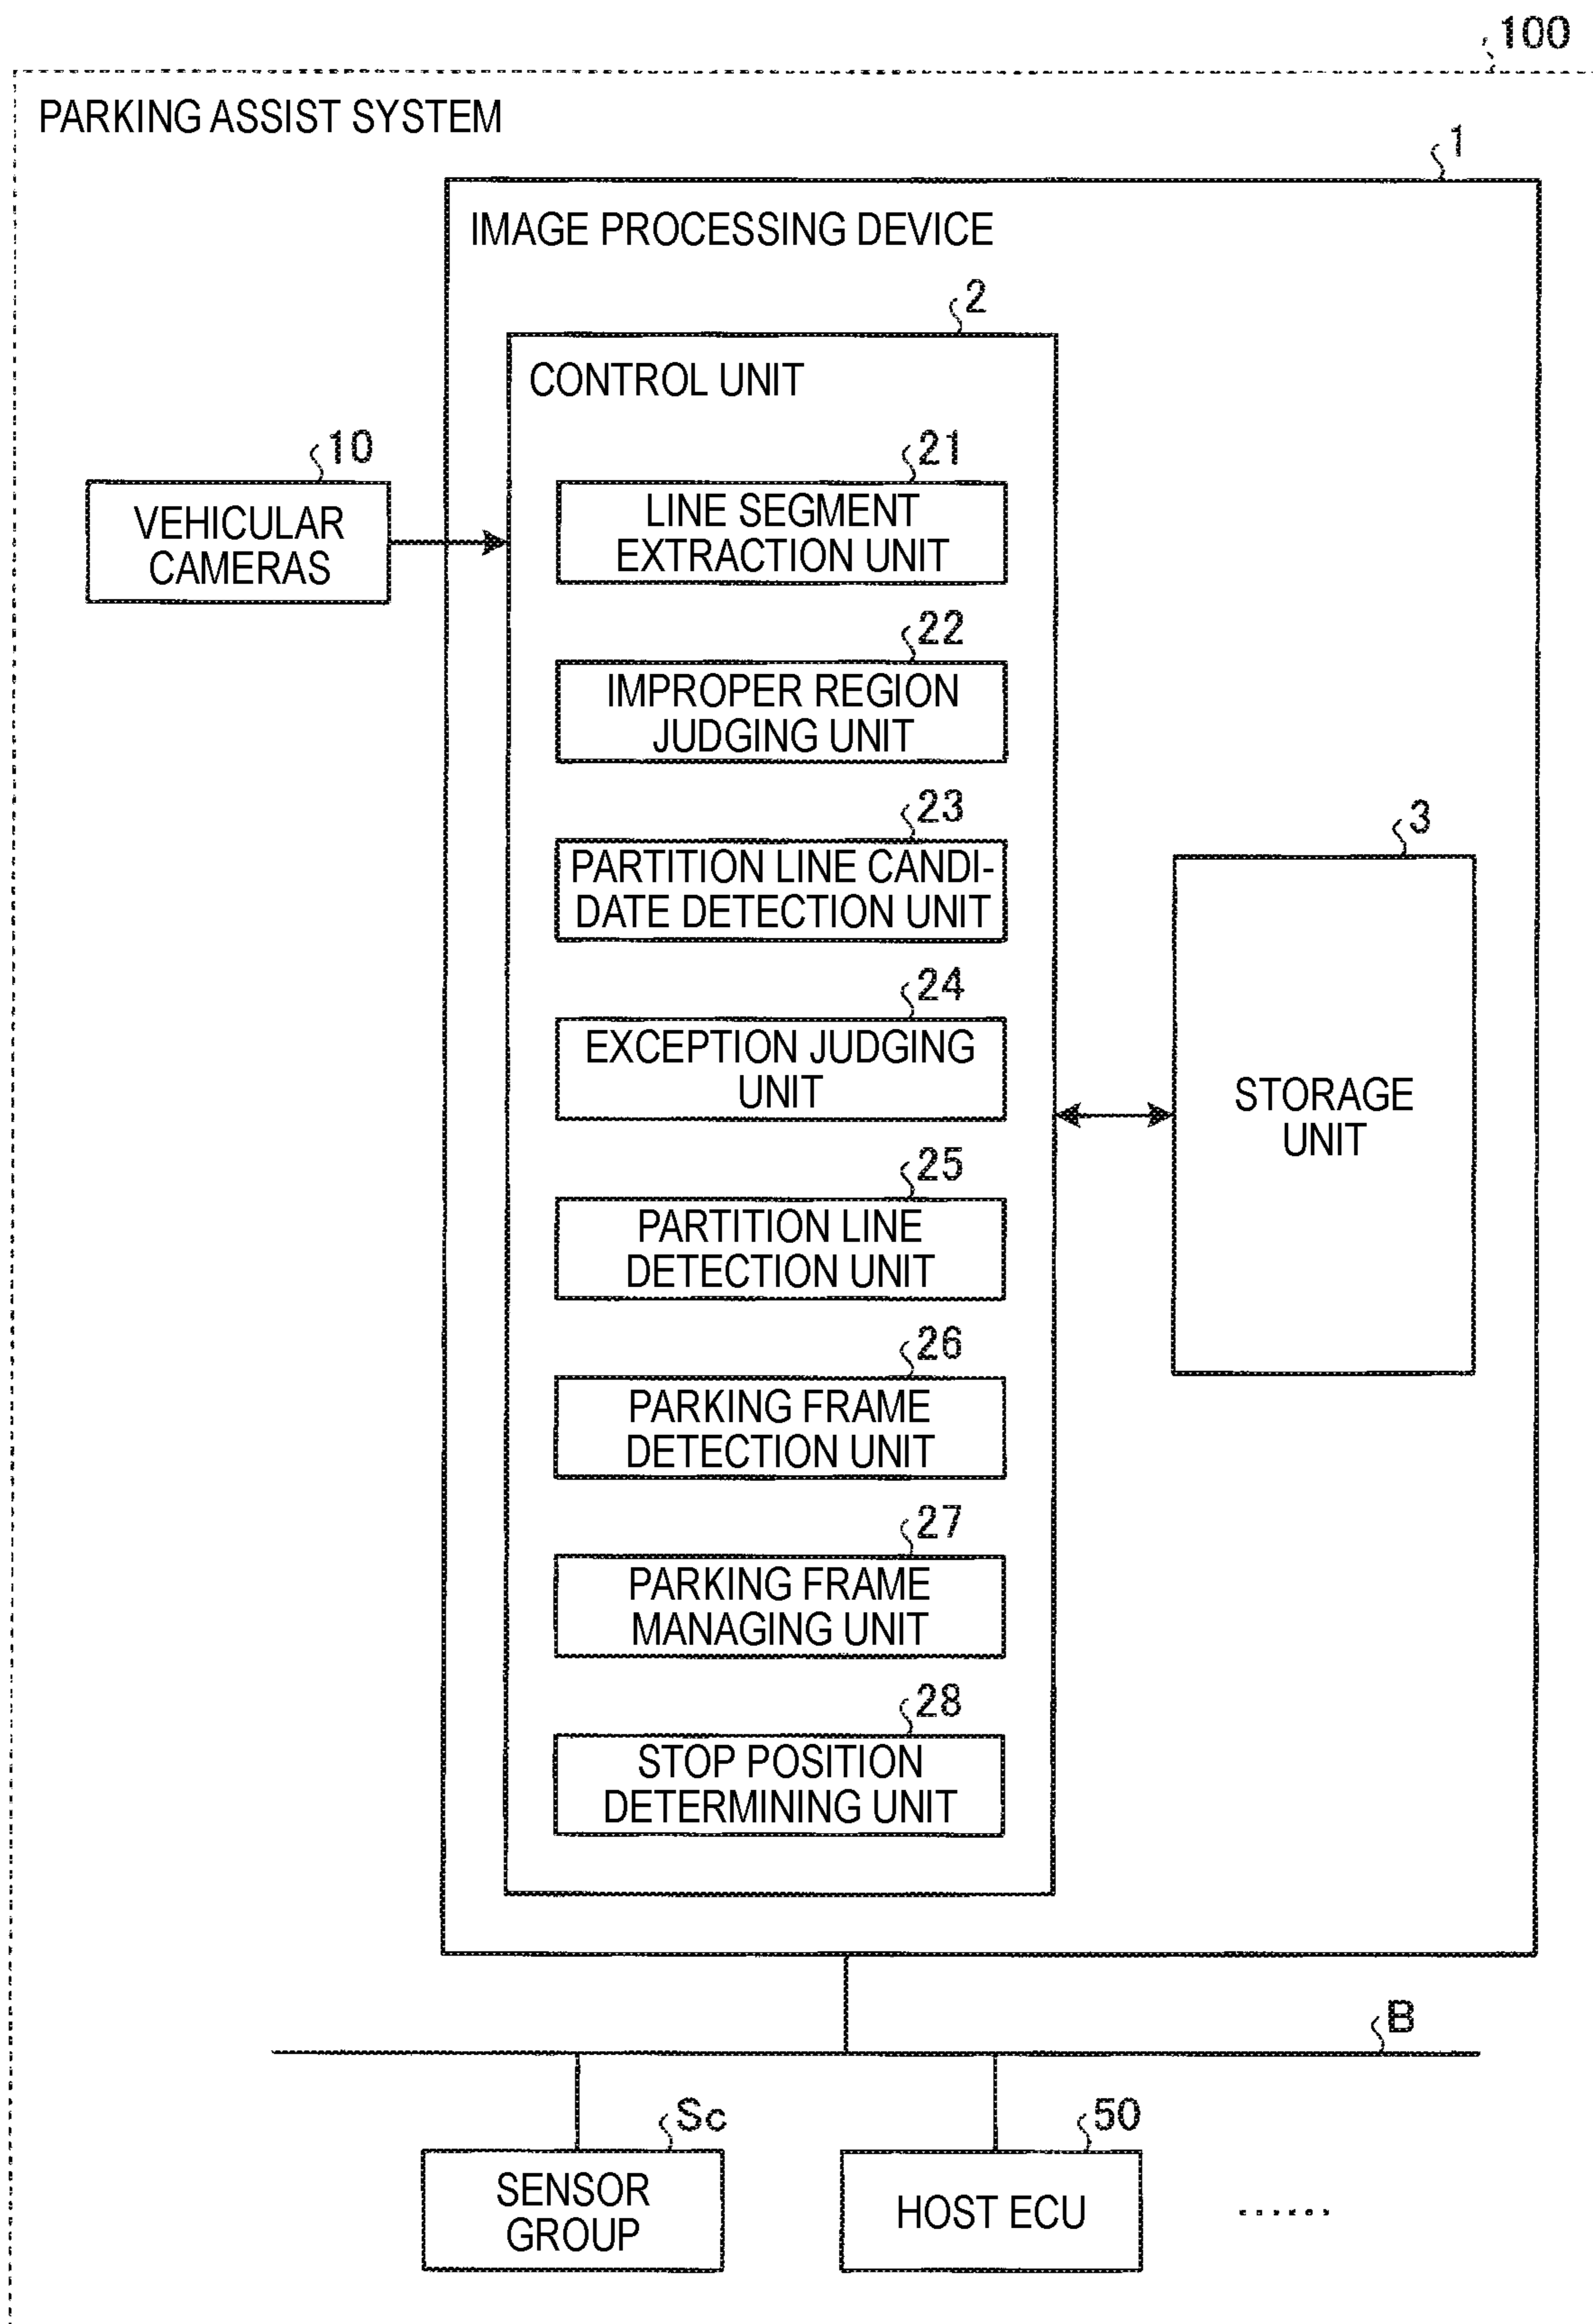 100
PARKING ASSIST SYSTEM
1
IMAGE PROCESSING DEVICE
2
CONTROL UNIT
10
VEHICULAR
CAMERAS
21
LINE SEGMENT
EXTRACTION UNIT
22
IMPROPER REGION
JUDGING UNIT
23
PARTITION LINE CANDI-
DATE DETECTION UNIT
24
EXCEPTION JUDGING
UNIT
25
PARTITION LINE
DETECTION UNIT
26
PARKING FRAME
DETECTION UNIT
27
PARKING FRAME
MANAGING UNIT
28
STOP POSITION
DETERMINING UNIT
3
STORAGE
UNIT
B
Sc
SENSOR
GROUP
50
HOST ECU
......